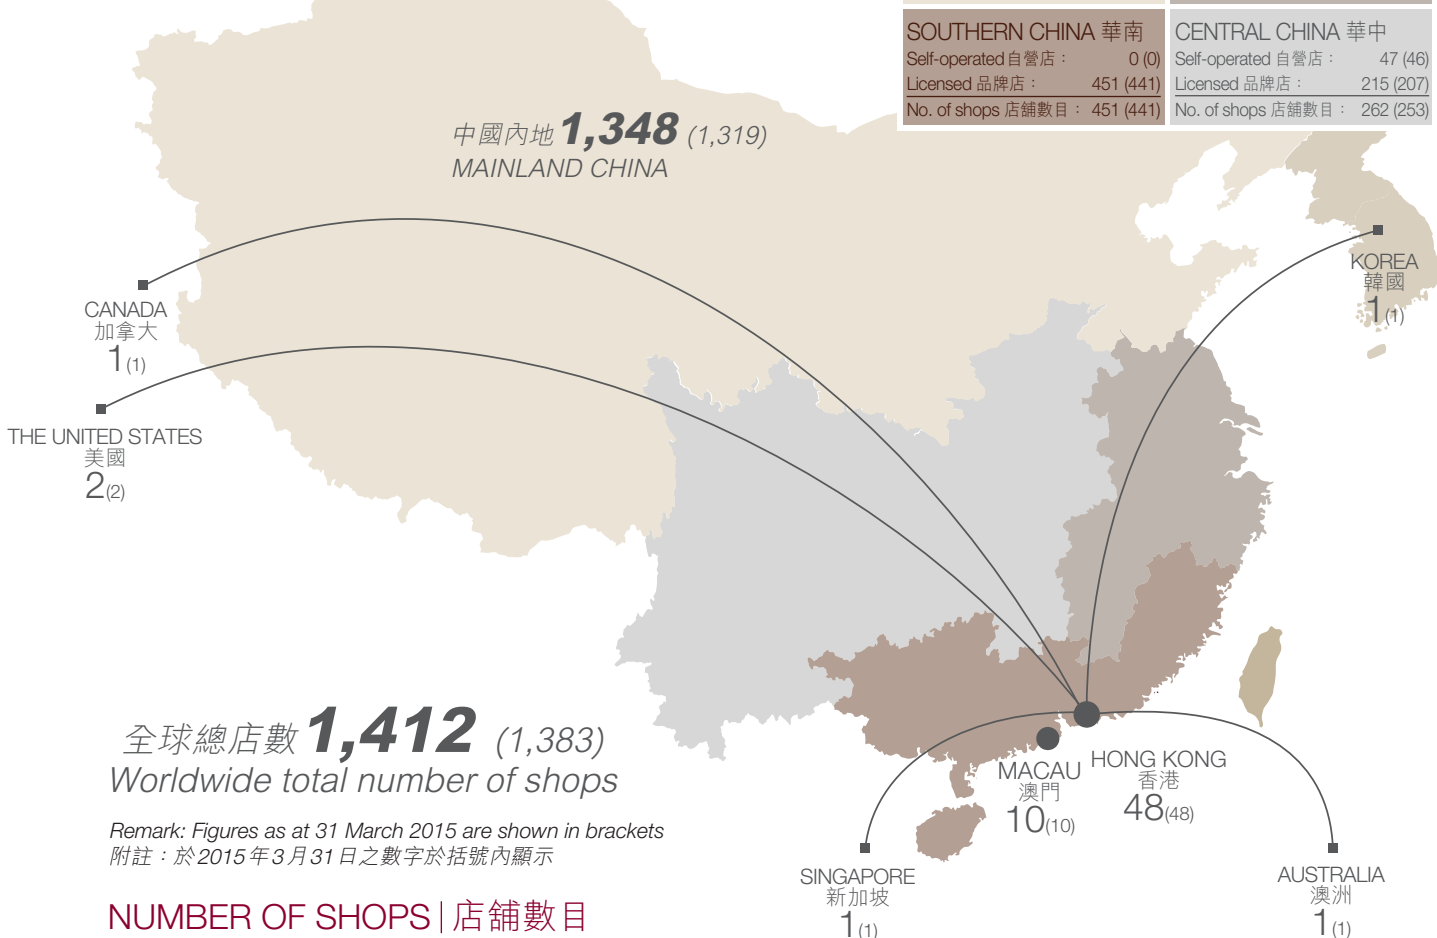 SOUTHERN CHINA 華南
Self-operated 自營店： 0 (0)
Licensed 品牌店： 451 (441)
No. of shops 店舖數目： 451 (441)
CENTRAL CHINA 華中
Self-operated 自營店： 47 (46)
Licensed 品牌店： 215 (207)
No. of shops 店舖數目： 262 (253)
中國內地 1,348 (1,319)
MAINLAND CHINA
KOREA
韓國
1(1)
CANADA
加拿大
1(1)
THE UNITED STATES
美國
2(2)
全球總店數 1,412 (1,383)
Worldwide total number of shops
Remark: Figures as at 31 March 2015 are shown in brackets
附註：於2015年3月31日之數字於括號內顯示
NUMBER OF SHOPS | 店舖數目
MACAU
澳門
10(10)
HONG KONG
香港
48(48)
SINGAPORE
新加坡
1(1)
AUSTRALIA
澳洲
1(1)